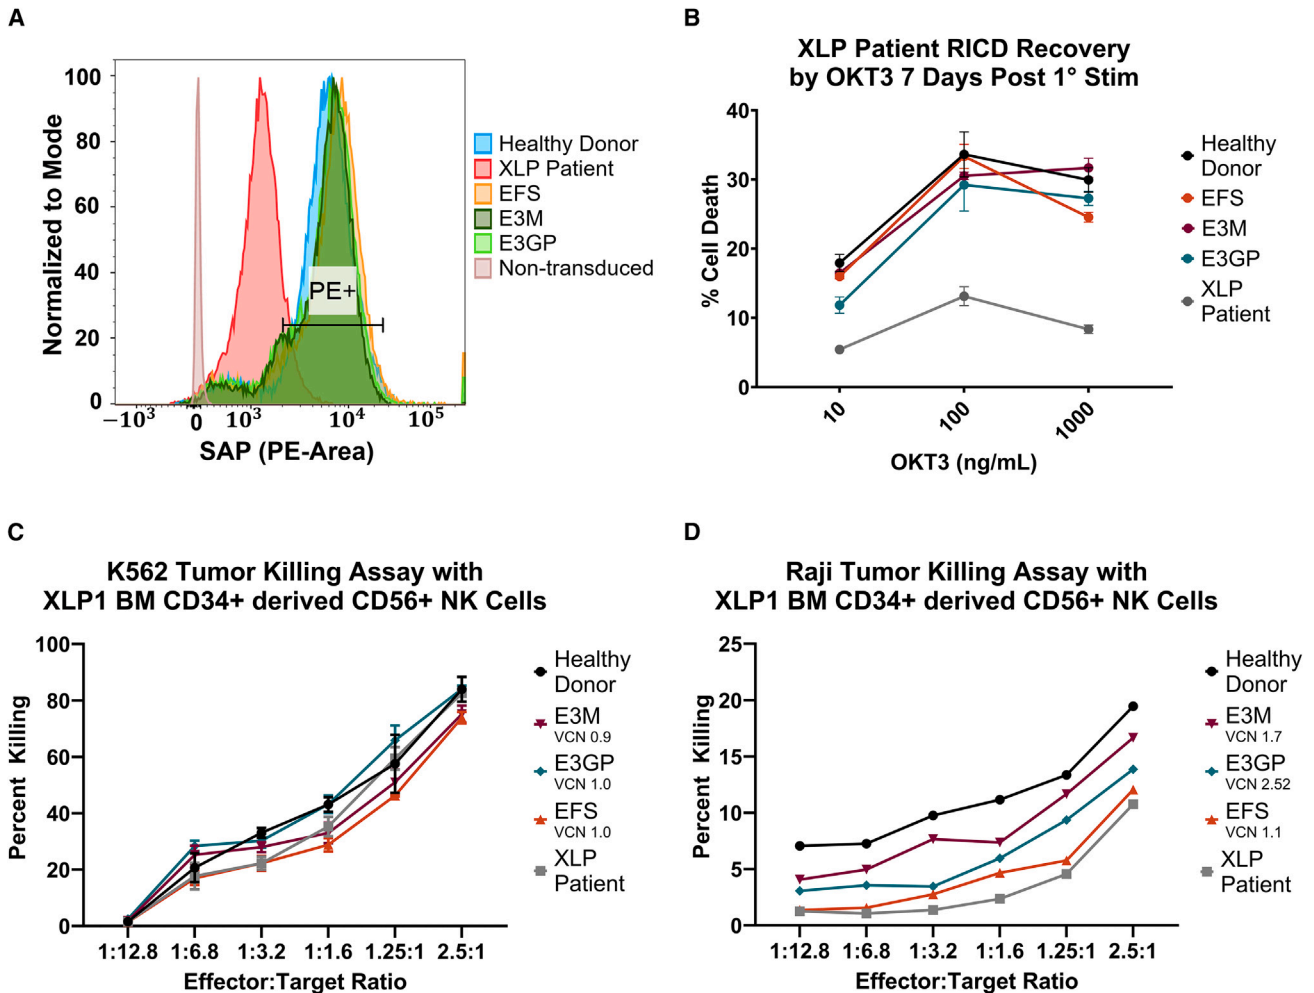 A
Normalized to Mode
100
80
60
40
20
0
PE+
−10³
0
10³
10⁴
10⁵
SAP (PE-Area)
Healthy Donor
XLP Patient
EFS
E3M
E3GP
Non-transduced
B
XLP Patient RICD Recovery
by OKT3 7 Days Post 1° Stim
% Cell Death
40
30
20
10
0
10
100
1000
OKT3 (ng/mL)
Healthy
Donor
EFS
E3M
E3GP
XLP
Patient
C
K562 Tumor Killing Assay with
XLP1 BM CD34+ derived CD56+ NK Cells
Percent Killing
100
80
60
40
20
0
1:12.8 1:6.8 1:3.2 1:1.6 1.25:1 2.5:1
Effector:Target Ratio
Healthy
Donor
E3M
VCN 0.9
E3GP
VCN 1.0
EFS
VCN 1.0
XLP
Patient
D
Raji Tumor Killing Assay with
XLP1 BM CD34+ derived CD56+ NK Cells
Percent Killing
25
20
15
10
5
0
1:12.8 1:6.8 1:3.2 1:1.6 1.25:1 2.5:1
Effector:Target Ratio
Healthy
Donor
E3M
VCN 1.7
E3GP
VCN 2.52
EFS
VCN 1.1
XLP
Patient